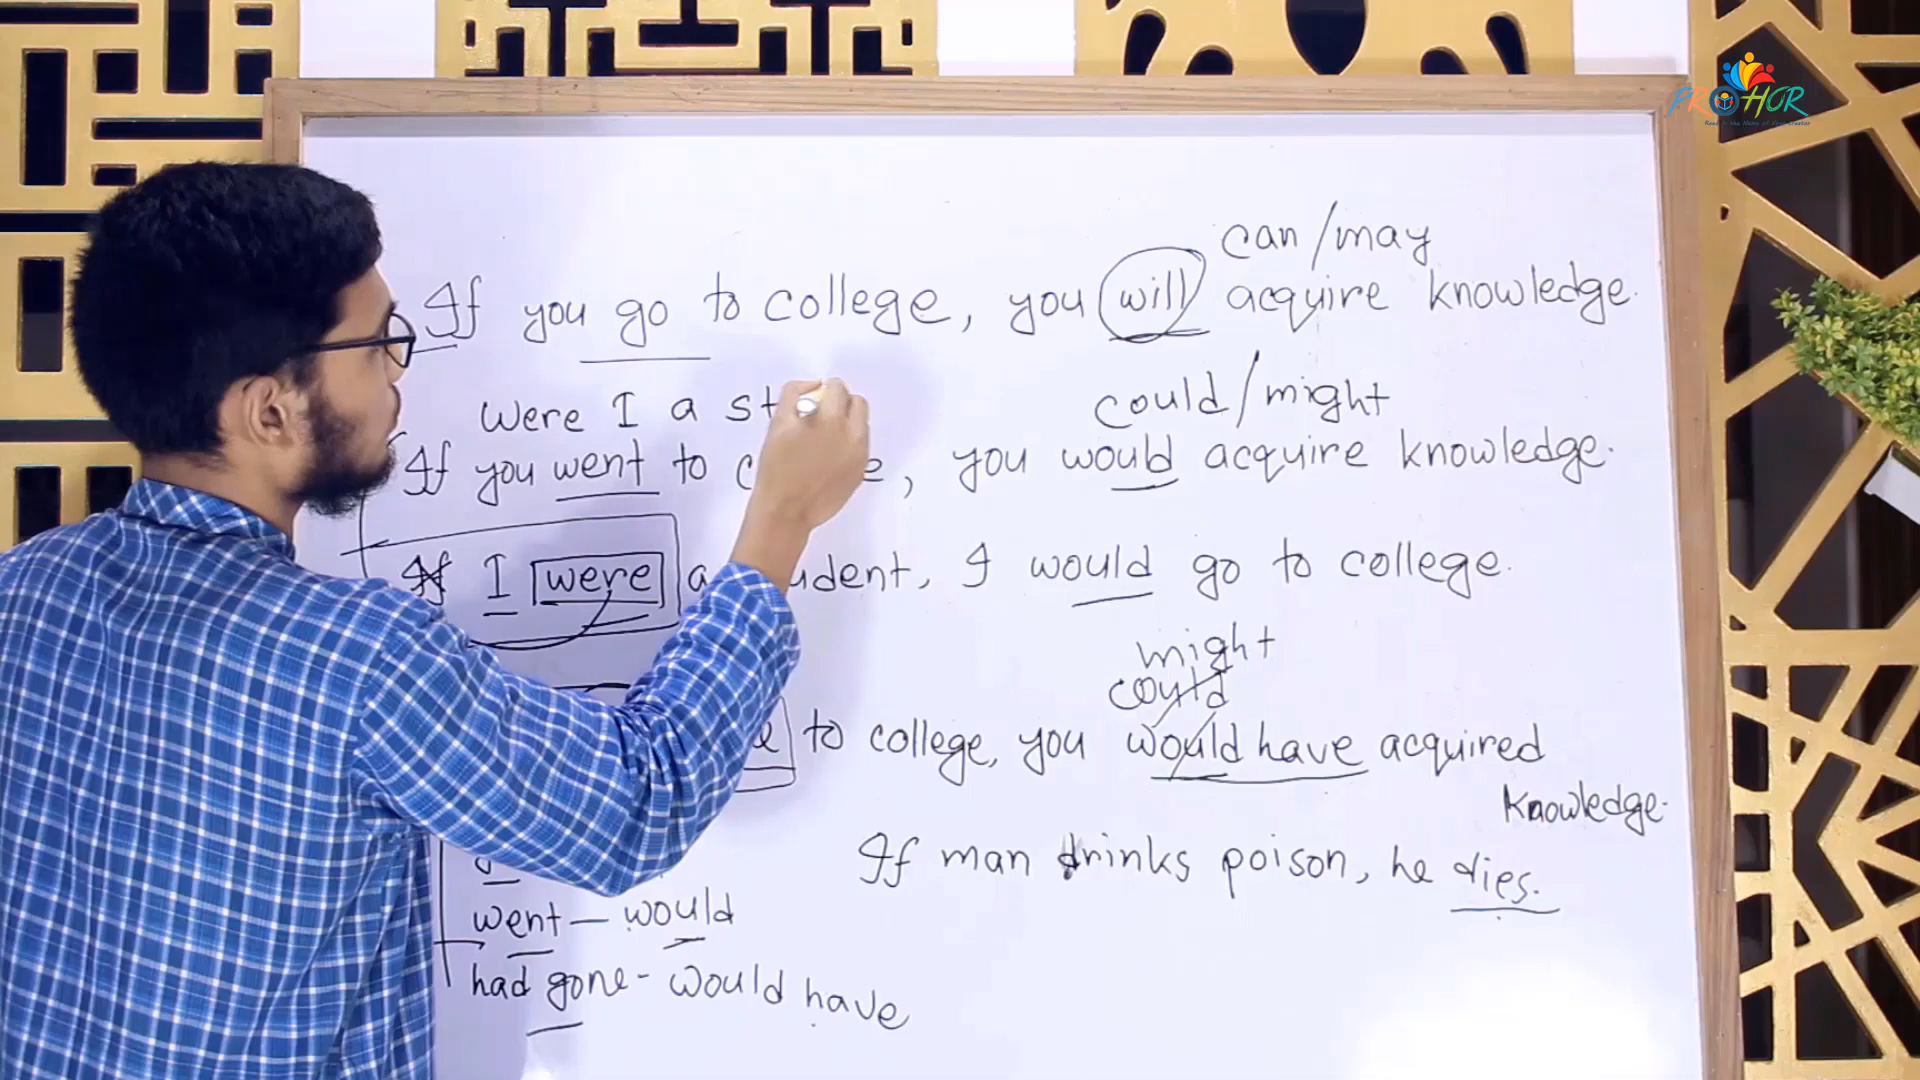 PROHOR
can/may
If you go to college, you will acquire knowledge.
could/might
Were I a st
If you went to c e, you would acquire knowledge.
If I were a udent, I would go to college.
might
could
to college, you would have acquired
knowledge.
If man drinks poison, he dies.
went — would
had gone - would have